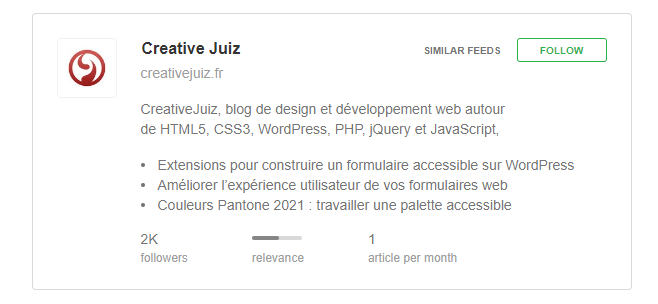 Creative Juiz
SIMILAR FEEDS
FOLLOW
creativejuiz.fr
CreativeJuiz, blog de design et développement web autour
de HTML5, CSS3, WordPress, PHP, jQuery et JavaScript,
• Extensions pour construire un formulaire accessible sur WordPress
• Améliorer l’expérience utilisateur de vos formulaires web
• Couleurs Pantone 2021 : travailler une palette accessible
2K
followers
relevance
1
article per month